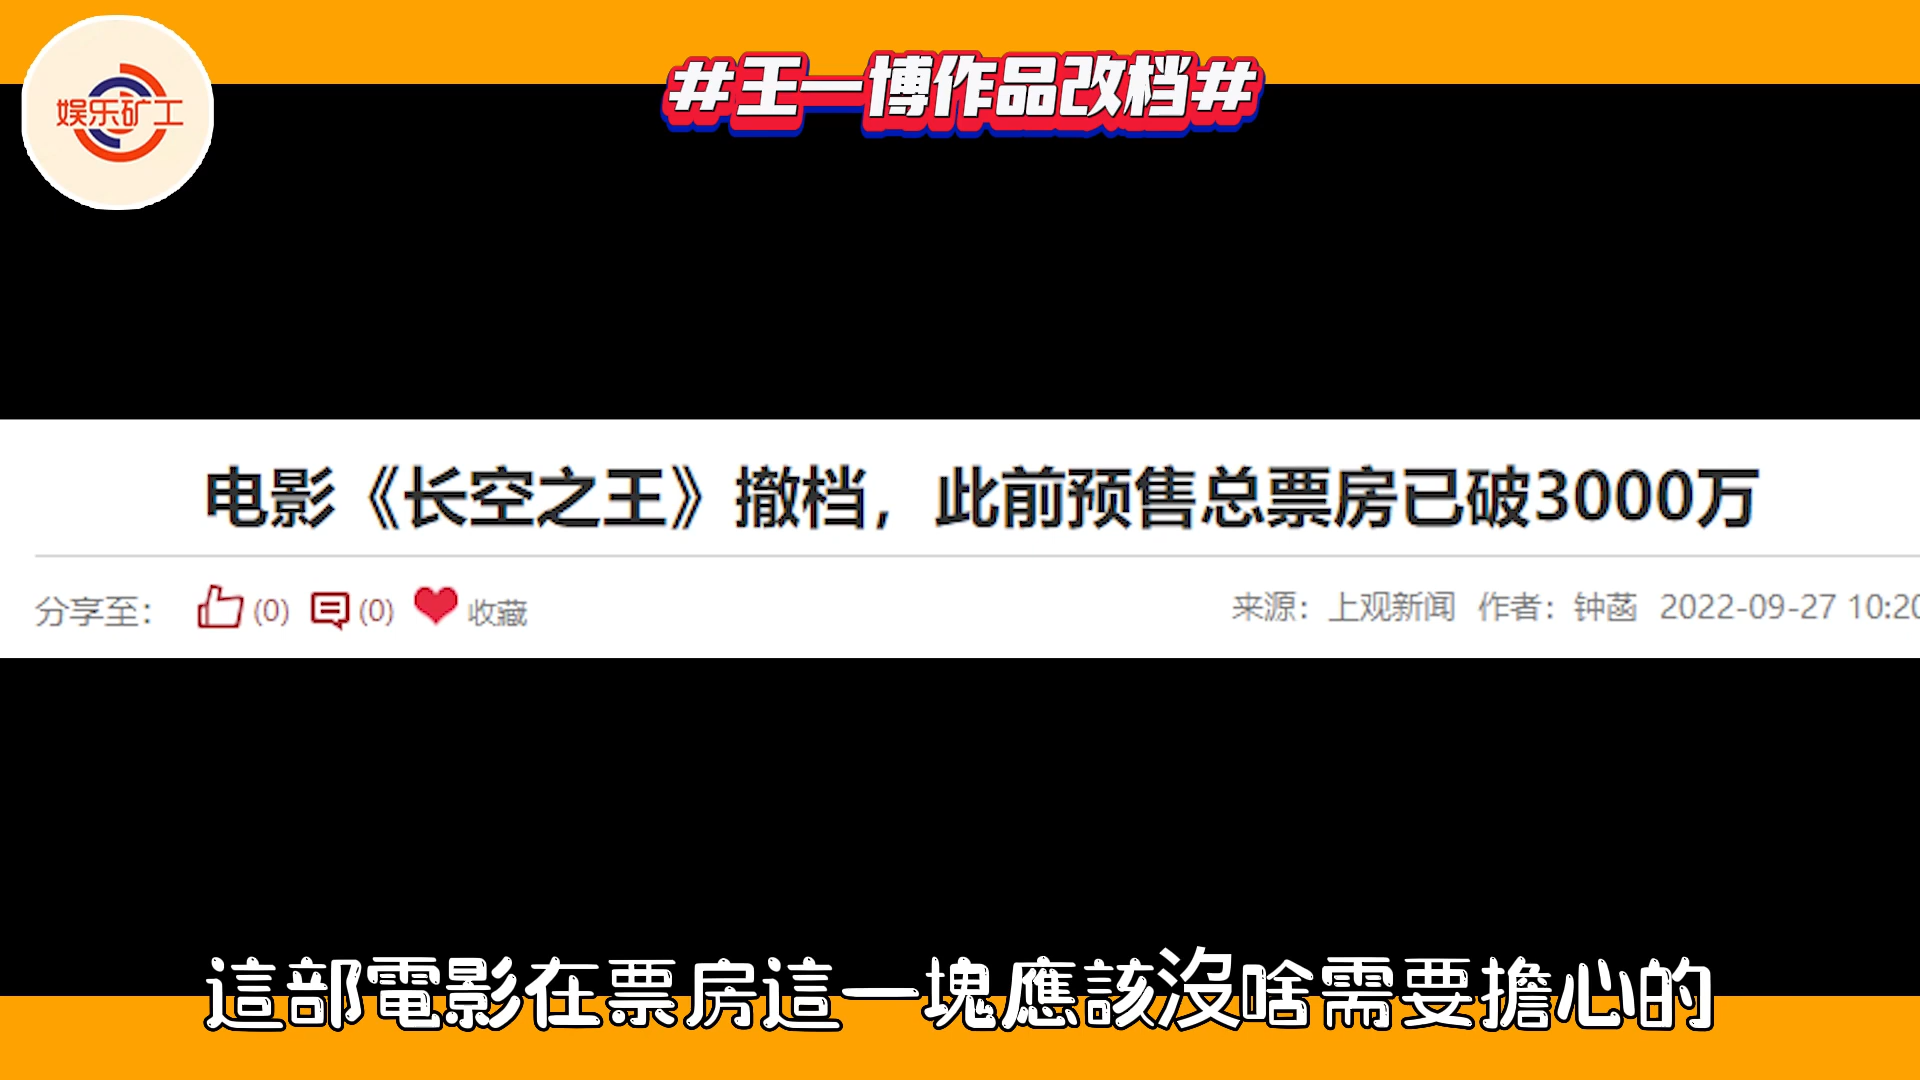 娱乐矿工
#王一博作品改档#
电影《长空之王》撤档，此前预售总票房已破3000万
分享至： (0) (0) 收藏 来源：上观新闻 作者：钟菡 2022-09-27 10:20
這部電影在票房這一塊應該沒啥需要擔心的